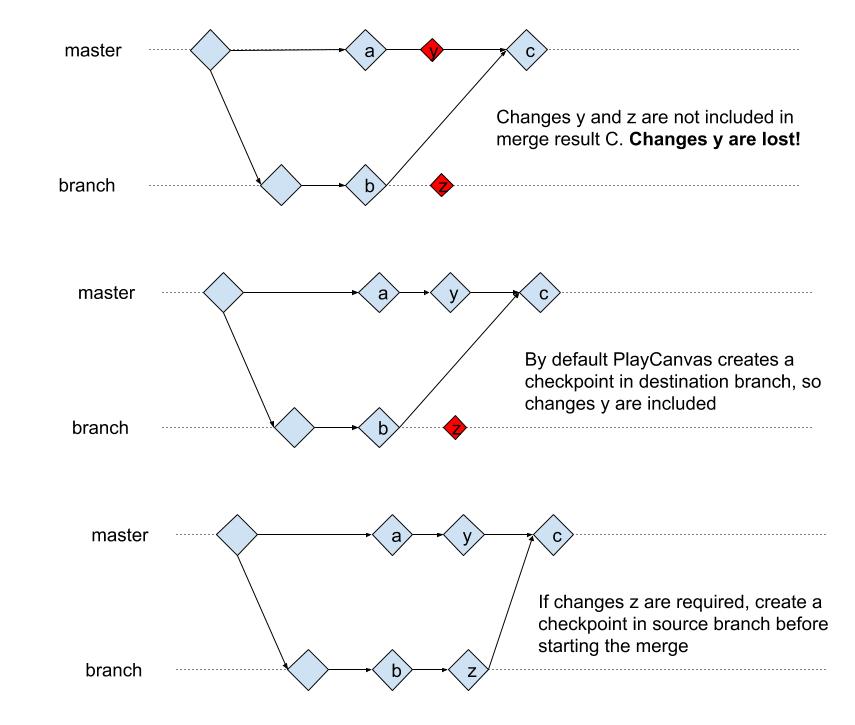 master
a
y
c
Changes y and z are not included in
merge result C. Changes y are lost!
branch
b
z
master
a
y
c
By default PlayCanvas creates a
checkpoint in destination branch, so
changes y are included
branch
b
z
master
a
y
c
If changes z are required, create a
checkpoint in source branch before
starting the merge
branch
b
z